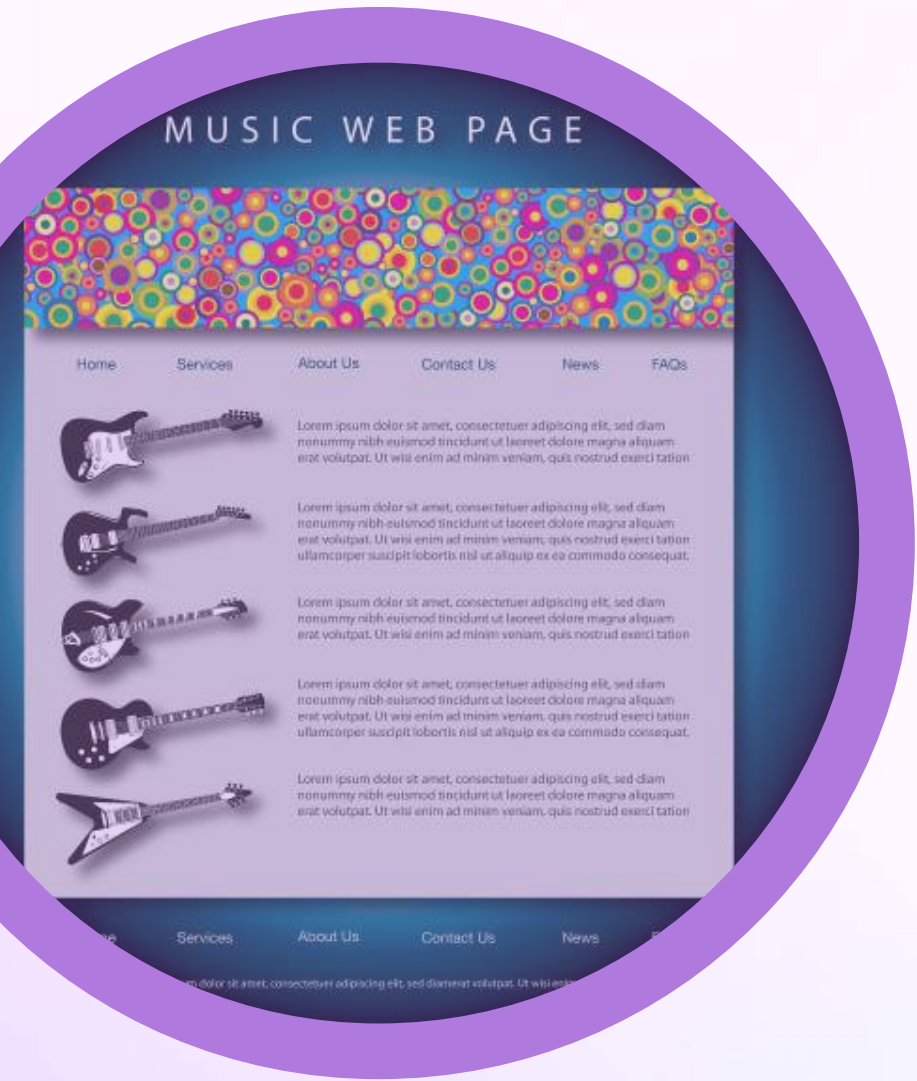 MUSIC WEB PAGE
Home Services About Us Contact Us News FAQs
Lorem ipsum dolor sit amet, consectetuer adipiscing elit, sed diam
nonummy nibh euismod tincidunt ut laoreet dolore magna aliquam
erat volutpat. Ut wisi enim ad minim veniam, quis nostrud exerci tation
Lorem ipsum dolor sit amet, consectetuer adipiscing elit, sed diam
nonummy nibh euismod tincidunt ut laoreet dolore magna aliquam
erat volutpat. Ut wisi enim ad minim veniam, quis nostrud exerci tation
ullamcorper suscipit lobortis nisl ut aliquip ex ea commodo consequat.
Lorem ipsum dolor sit amet, consectetuer adipiscing elit, sed diam
nonummy nibh euismod tincidunt ut laoreet dolore magna aliquam
erat volutpat. Ut wisi enim ad minim veniam, quis nostrud exerci tation
Lorem ipsum dolor sit amet, consectetuer adipiscing elit, sed diam
nonummy nibh euismod tincidunt ut laoreet dolore magna aliquam
erat volutpat. Ut wisi enim ad minim veniam, quis nostrud exerci tation
ullamcorper suscipit lobortis nisl ut aliquip ex ea commodo consequat.
Lorem ipsum dolor sit amet, consectetuer adipiscing elit, sed diam
nonummy nibh euismod tincidunt ut laoreet dolore magna aliquam
erat volutpat. Ut wisi enim ad minim veniam, quis nostrud exerci tation
Services About Us Contact Us News
dolor sit amet, consectetuer adipiscing elit, sed diamerat volutpat. Ut wisi